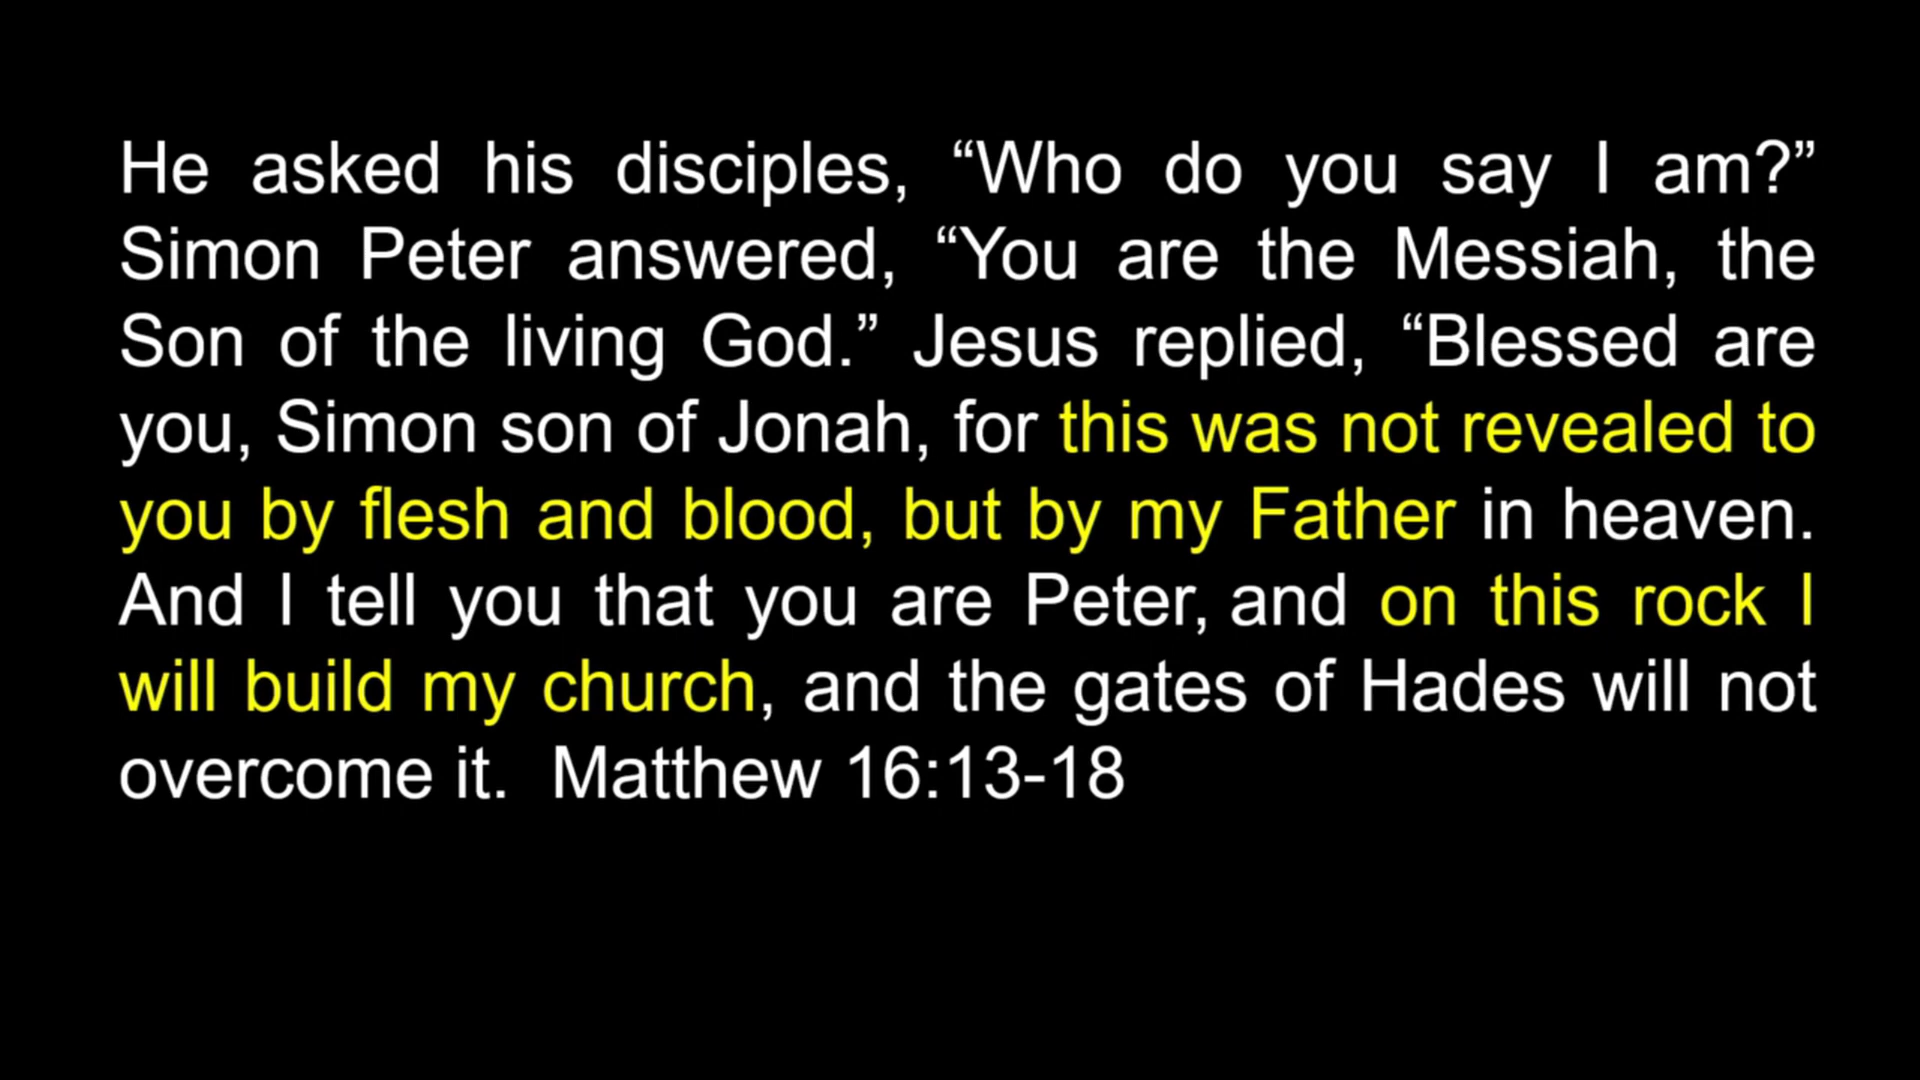 He asked his disciples, “Who do you say I am?”
Simon Peter answered, “You are the Messiah, the
Son of the living God.” Jesus replied, “Blessed are
you, Simon son of Jonah, for this was not revealed to
you by flesh and blood, but by my Father in heaven.
And I tell you that you are Peter, and on this rock I
will build my church, and the gates of Hades will not
overcome it.  Matthew 16:13-18